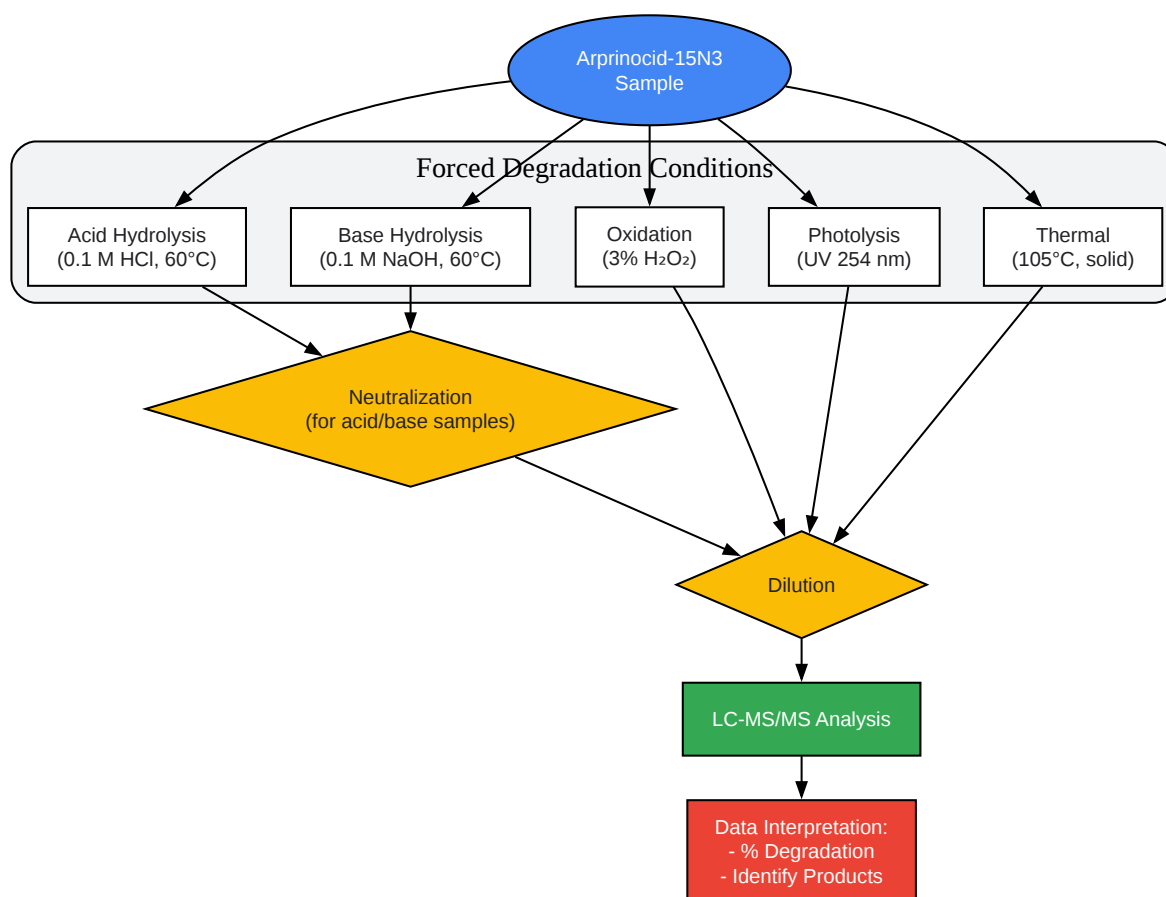 Arprinocid-15N3
Sample
Forced Degradation Conditions
Acid Hydrolysis
(0.1 M HCl, 60°C)
Base Hydrolysis
(0.1 M NaOH, 60°C)
Oxidation
(3% H₂O₂)
Photolysis
(UV 254 nm)
Thermal
(105°C, solid)
Neutralization
(for acid/base samples)
Dilution
LC-MS/MS Analysis
Data Interpretation:
- % Degradation
- Identify Products